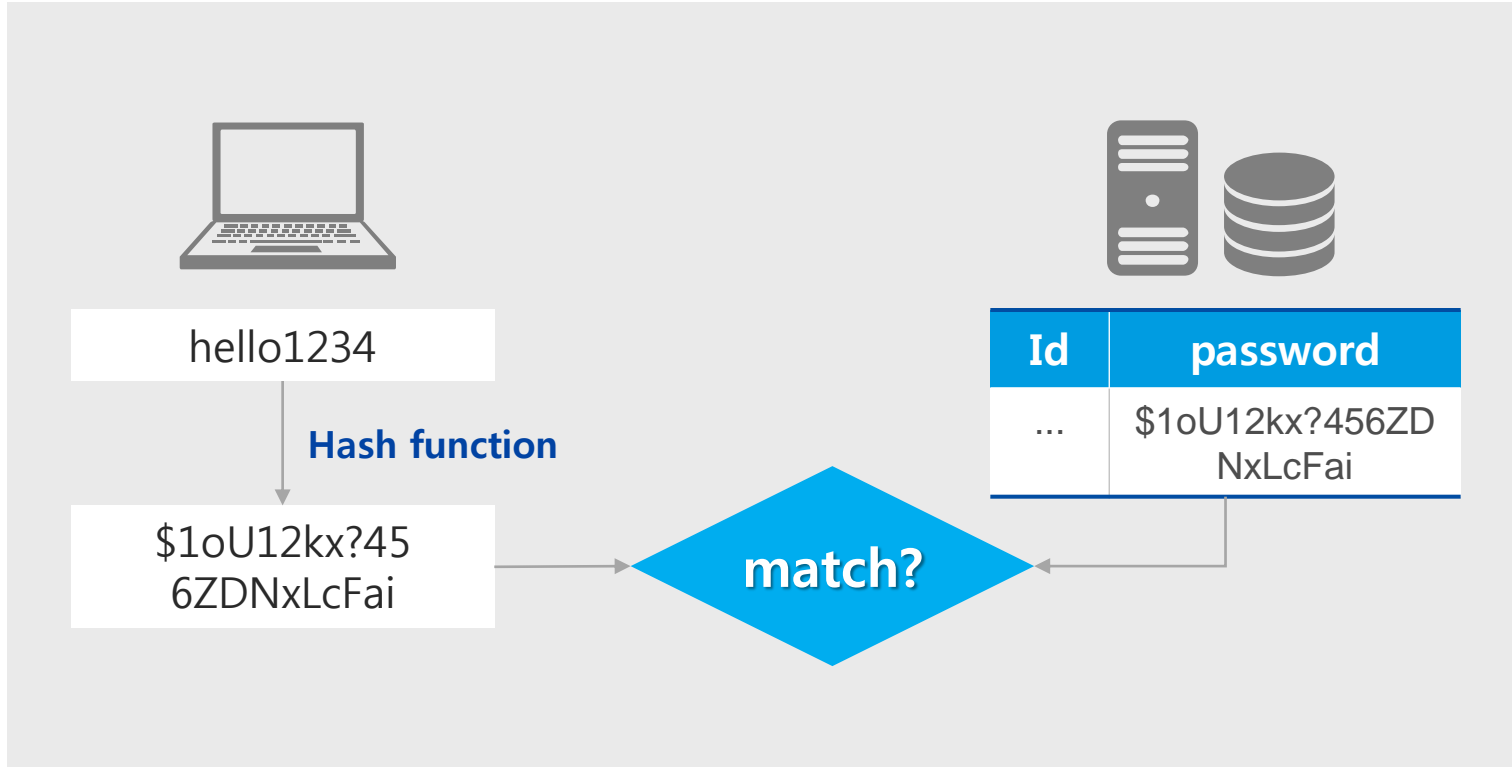 hello1234
Hash function
$1oU12kx?45
6ZDNxLcFai
match?
Id password
... $1oU12kx?456ZD
NxLcFai